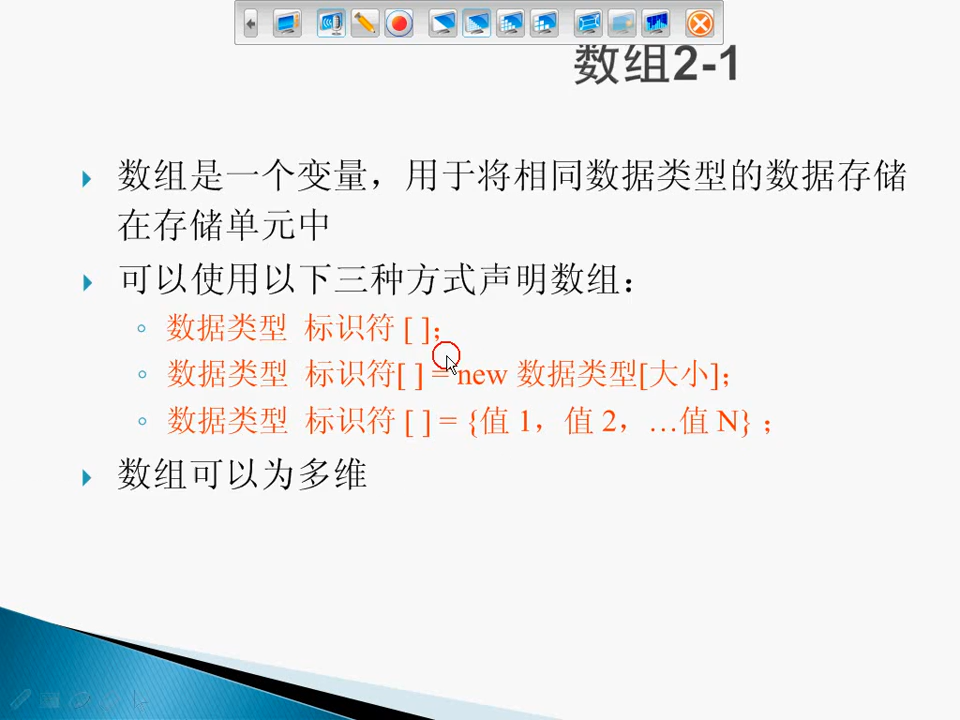 数组2-1
数组是一个变量，用于将相同数据类型的数据存储
在存储单元中
可以使用以下三种方式声明数组：
数据类型 标识符 [ ]；
数据类型 标识符[ ] = new 数据类型[大小]；
数据类型 标识符 [ ] = {值 1，值 2，…值 N} ；
数组可以为多维